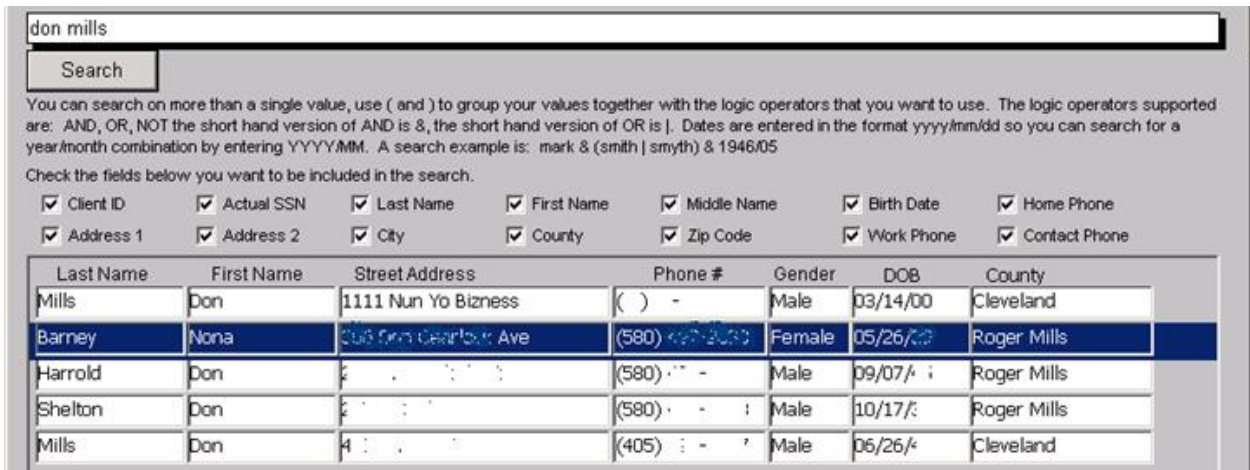 don mills
Search
You can search on more than a single value, use ( and ) to group your values together with the logic operators that you want to use. The logic operators supported
are: AND, OR, NOT the short hand version of AND is &, the short hand version of OR is |. Dates are entered in the format yyyy/mm/dd so you can search for a
year/month combination by entering YYYY/MM. A search example is: mark & (smith | smyth) & 1946/05
Check the fields below you want to be included in the search.
Client ID Actual SSN Last Name First Name Middle Name Birth Date Home Phone
Address 1 Address 2 City County Zip Code Work Phone Contact Phone
Last Name First Name Street Address Phone # Gender DOB County
Mills Don 1111 Nun Yo Bizness ( ) - Male 03/14/00 Cleveland
Barney Nona Ave (580) Female 05/26/ Roger Mills
Harrold Don (580) - Male 09/07/ Roger Mills
Shelton Don (580) - Male 10/17/ Roger Mills
Mills Don (405) - Male 06/26/ Cleveland